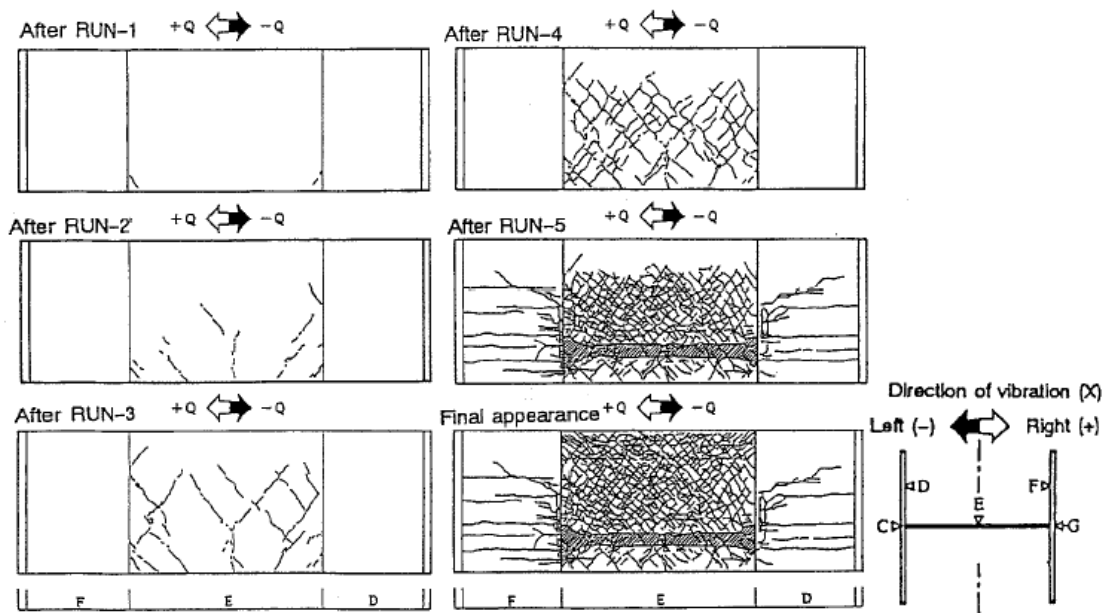 After RUN-1
+Q -Q
After RUN-4
+Q -Q
After RUN-2'
+Q -Q
After RUN-5
+Q -Q
After RUN-3
+Q -Q
Final appearance
+Q -Q
F E D
F E D
Direction of vibration (X)
Left (-) Right (+)
D F
E
C G